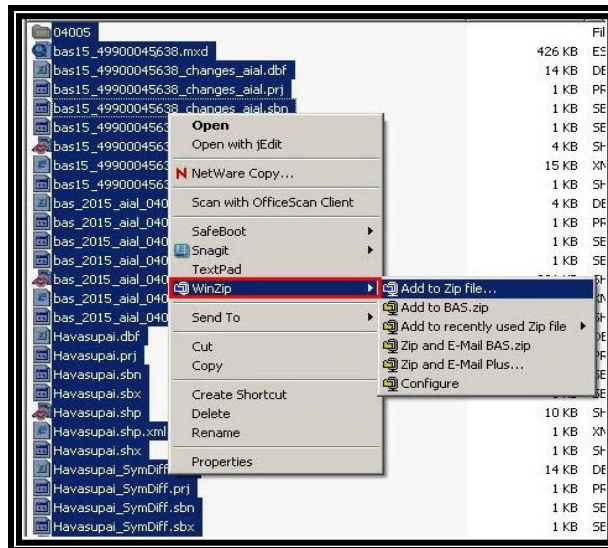 04005 Fil
bas15_49900045638.mxd 426 KB ES
bas15_49900045638_changes_aial.dbf 14 KB DE
bas15_49900045638_changes_aial.prj 1 KB PR
bas15_49900045638_changes_aial.sbn 1 KB SE
bas15_4990004563 1 KB SE
bas15_4990004563 4 KB SH
bas15_4990004563 15 KB XN
bas15_4990004563 1 KB SH
bas_2015_aial_040 4 KB DE
bas_2015_aial_040 1 KB PR
bas_2015_aial_040 1 KB SE
bas_2015_aial_040 1 KB SE
bas_2015_aial_040
bas_2015_aial_040
bas_2015_aial_040
Havasupai.dbf
Havasupai.prj
Havasupai.sbn
Havasupai.sbx
Havasupai.shp 10 KB SH
Havasupai.shp.xml 1 KB XN
Havasupai.shx 1 KB SH
Havasupai_SymDiff 14 KB DE
Havasupai_SymDiff.prj 1 KB PR
Havasupai_SymDiff.sbn 1 KB SE
Havasupai_SymDiff.sbx 1 KB SE
Open
Open with jEdit
NetWare Copy...
Scan with OfficeScan Client
SafeBoot
Snagit
TextPad
WinZip
Send To
Cut
Copy
Create Shortcut
Delete
Rename
Properties
Add to Zip file...
Add to BAS.zip
Add to recently used Zip file
Zip and E-Mail BAS.zip
Zip and E-Mail Plus...
Configure